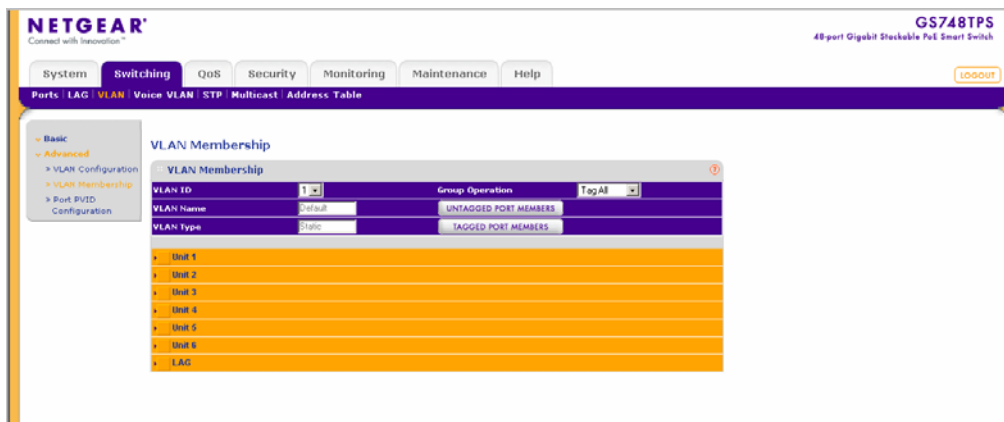 NETGEAR
Connect with Innovation™
GS748TPS
48-port Gigabit Stackable PoE Smart Switch
System Switching QoS Security Monitoring Maintenance Help
LOGOUT
Ports LAG VLAN Voice VLAN STP Multicast Address Table
Basic
Advanced
VLAN Configuration
VLAN Membership
Port PVID
Configuration
VLAN Membership
VLAN Membership
VLAN ID 1 Group Operation Tag All
VLAN Name Default UNTAGGED PORT MEMBERS
VLAN Type Static TAGGED PORT MEMBERS
Unit 1
Unit 2
Unit 3
Unit 4
Unit 5
Unit 6
LAG